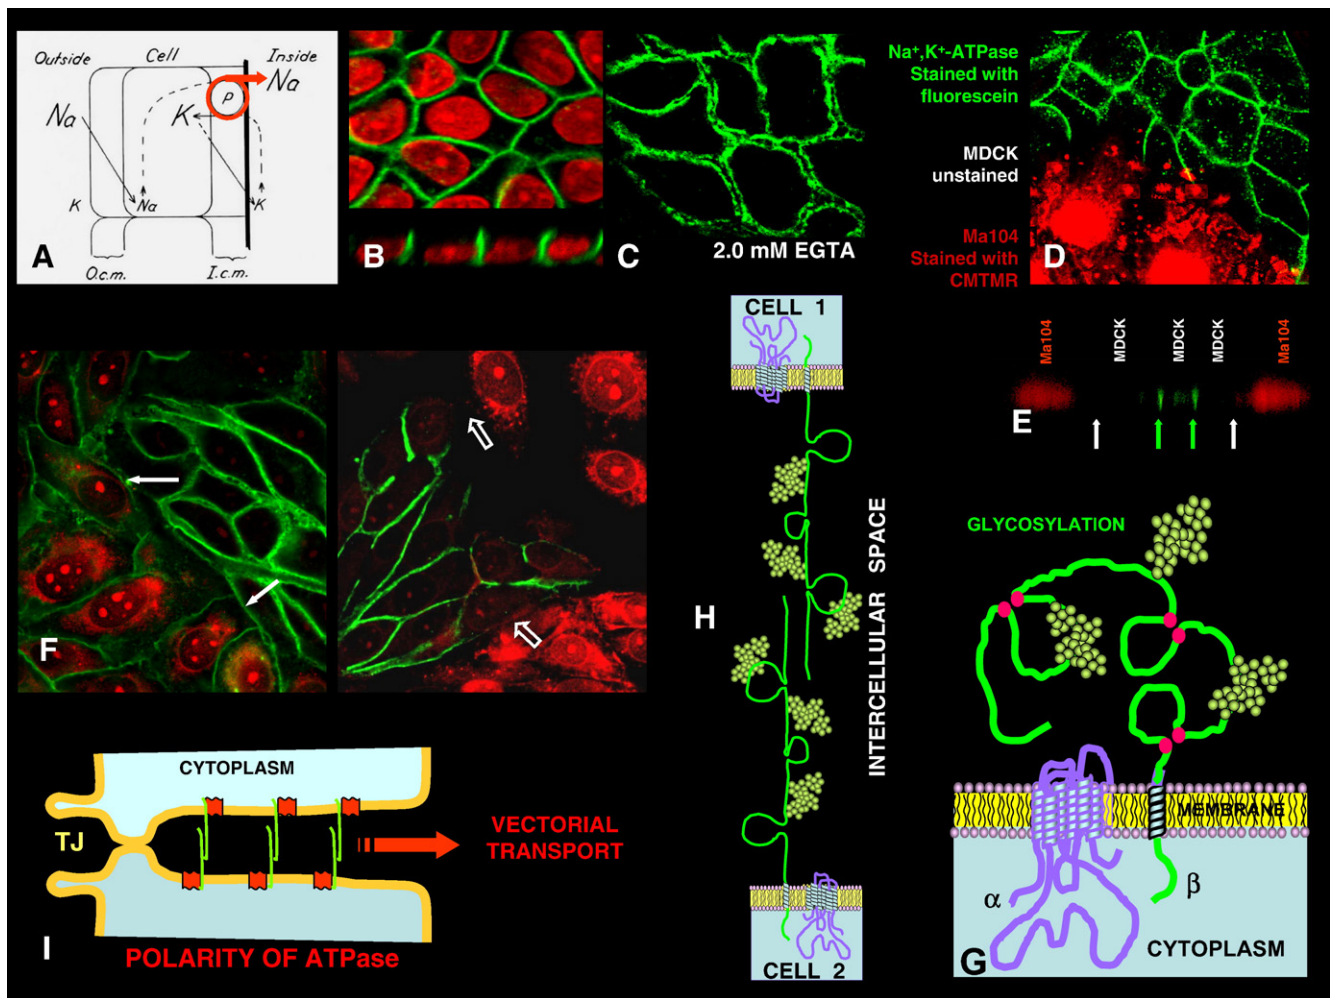 Outside
Cell
Inside
Na
P
Na
K
K
Na
K
O.c.m.
I.c.m.
A
B
C
2.0 mM EGTA
Na⁺,K⁺-ATPase
Stained with
fluorescein
MDCK
unstained
Ma104
Stained with
CMTMR
D
Ma104
MDCK
MDCK
MDCK
Ma104
E
F
CELL 1
H
INTERCELLULAR SPACE
CELL 2
GLYCOSYLATION
MEMBRANE
α
β
G
CYTOPLASM
CYTOPLASM
TJ
VECTORIAL
TRANSPORT
I
POLARITY OF ATPase